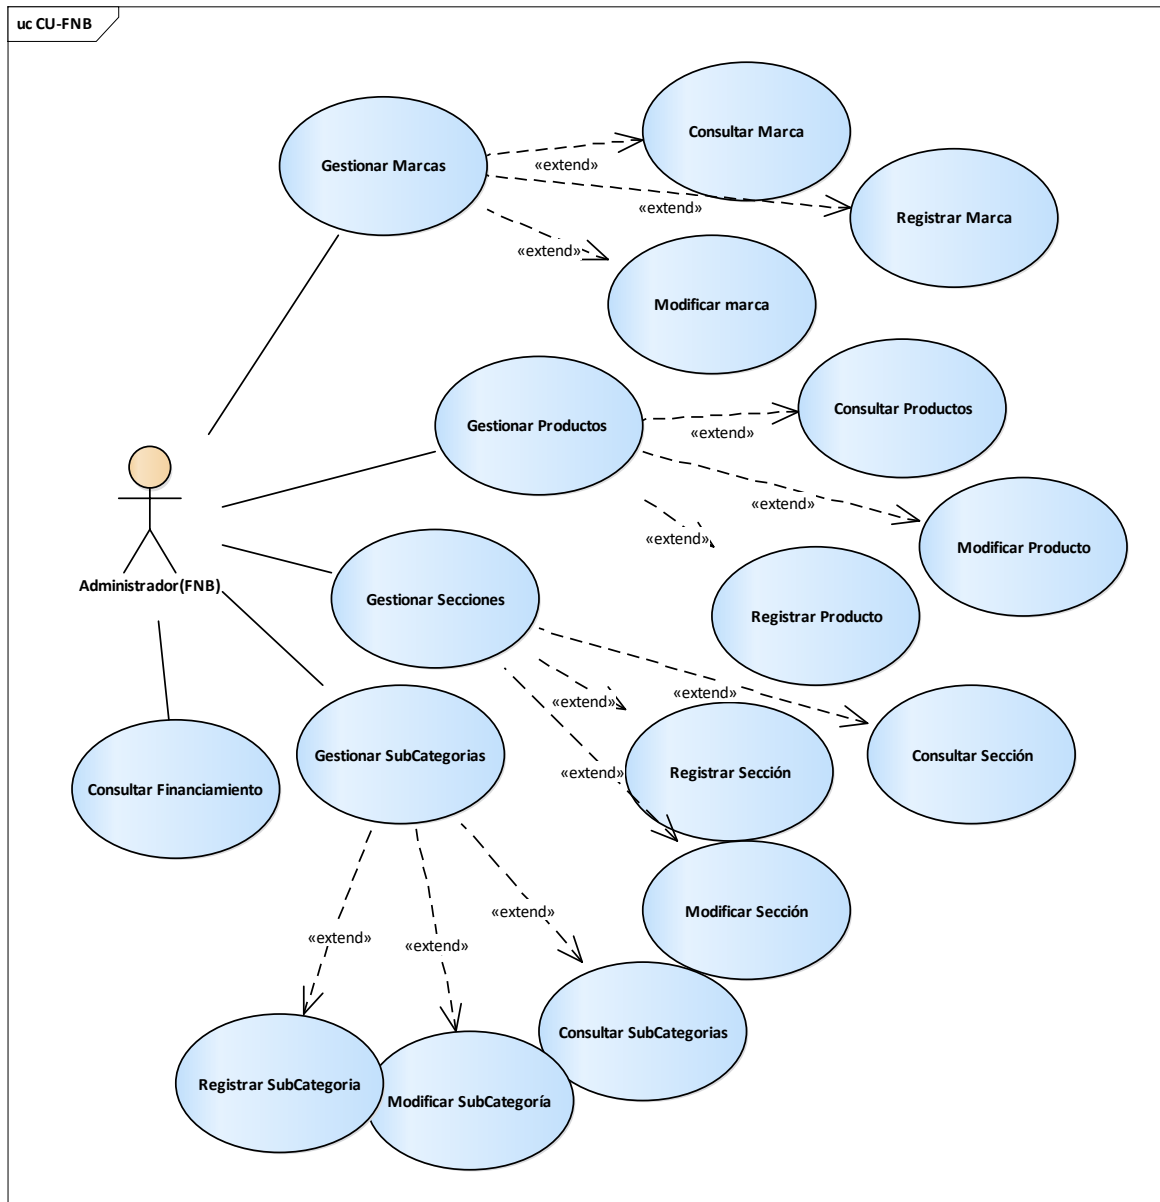 uc CU-FNB
Consultar Marca
Gestionar Marcas
«extend»
«extend»
Registrar Marca
«extend»
Modificar marca
Consultar Productos
Gestionar Productos
«extend»
«extend»
«extend»
Modificar Producto
Administrador(FNB)
Gestionar Secciones
Registrar Producto
«extend»
«extend»
Gestionar SubCategorias
Consultar Sección
Registrar Sección
«extend»
Consultar Financiamiento
Modificar Sección
«extend»
«extend»
«extend»
Consultar SubCategorias
Registrar SubCategoria
Modificar SubCategoría